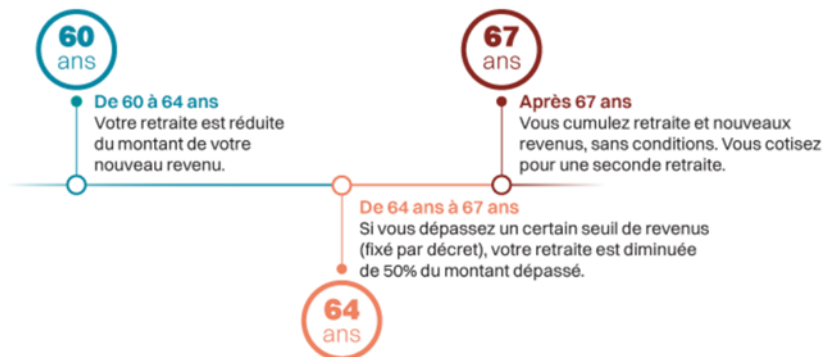 60
ans
De 60 à 64 ans
Votre retraite est réduite
du montant de votre
nouveau revenu.
67
ans
Après 67 ans
Vous cumulez retraite et nouveaux
revenus, sans conditions. Vous cotisez
pour une seconde retraite.
De 64 ans à 67 ans
Si vous dépassez un certain seuil de revenus
(fixé par décret), votre retraite est diminuée
de 50% du montant dépassé.
64
ans